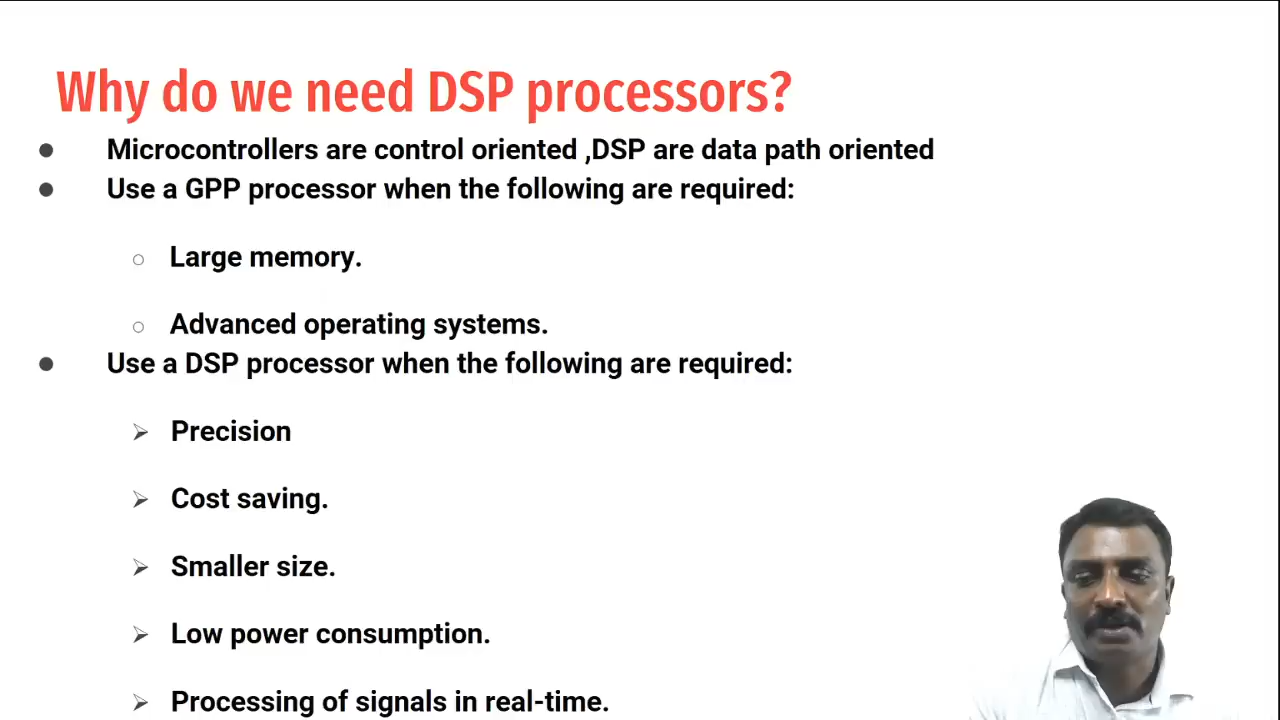 Why do we need DSP processors?
Microcontrollers are control oriented ,DSP are data path oriented
Use a GPP processor when the following are required:
Large memory.
Advanced operating systems.
Use a DSP processor when the following are required:
Precision
Cost saving.
Smaller size.
Low power consumption.
Processing of signals in real-time.